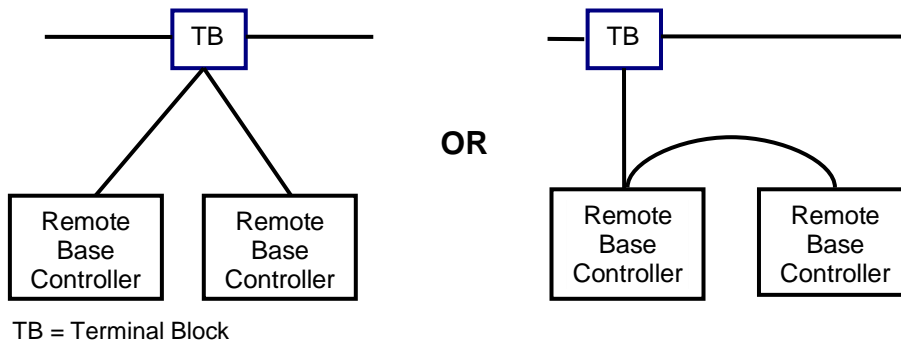 TB
Remote
Base
Controller
Remote
Base
Controller
TB = Terminal Block
OR
TB
Remote
Base
Controller
Remote
Base
Controller